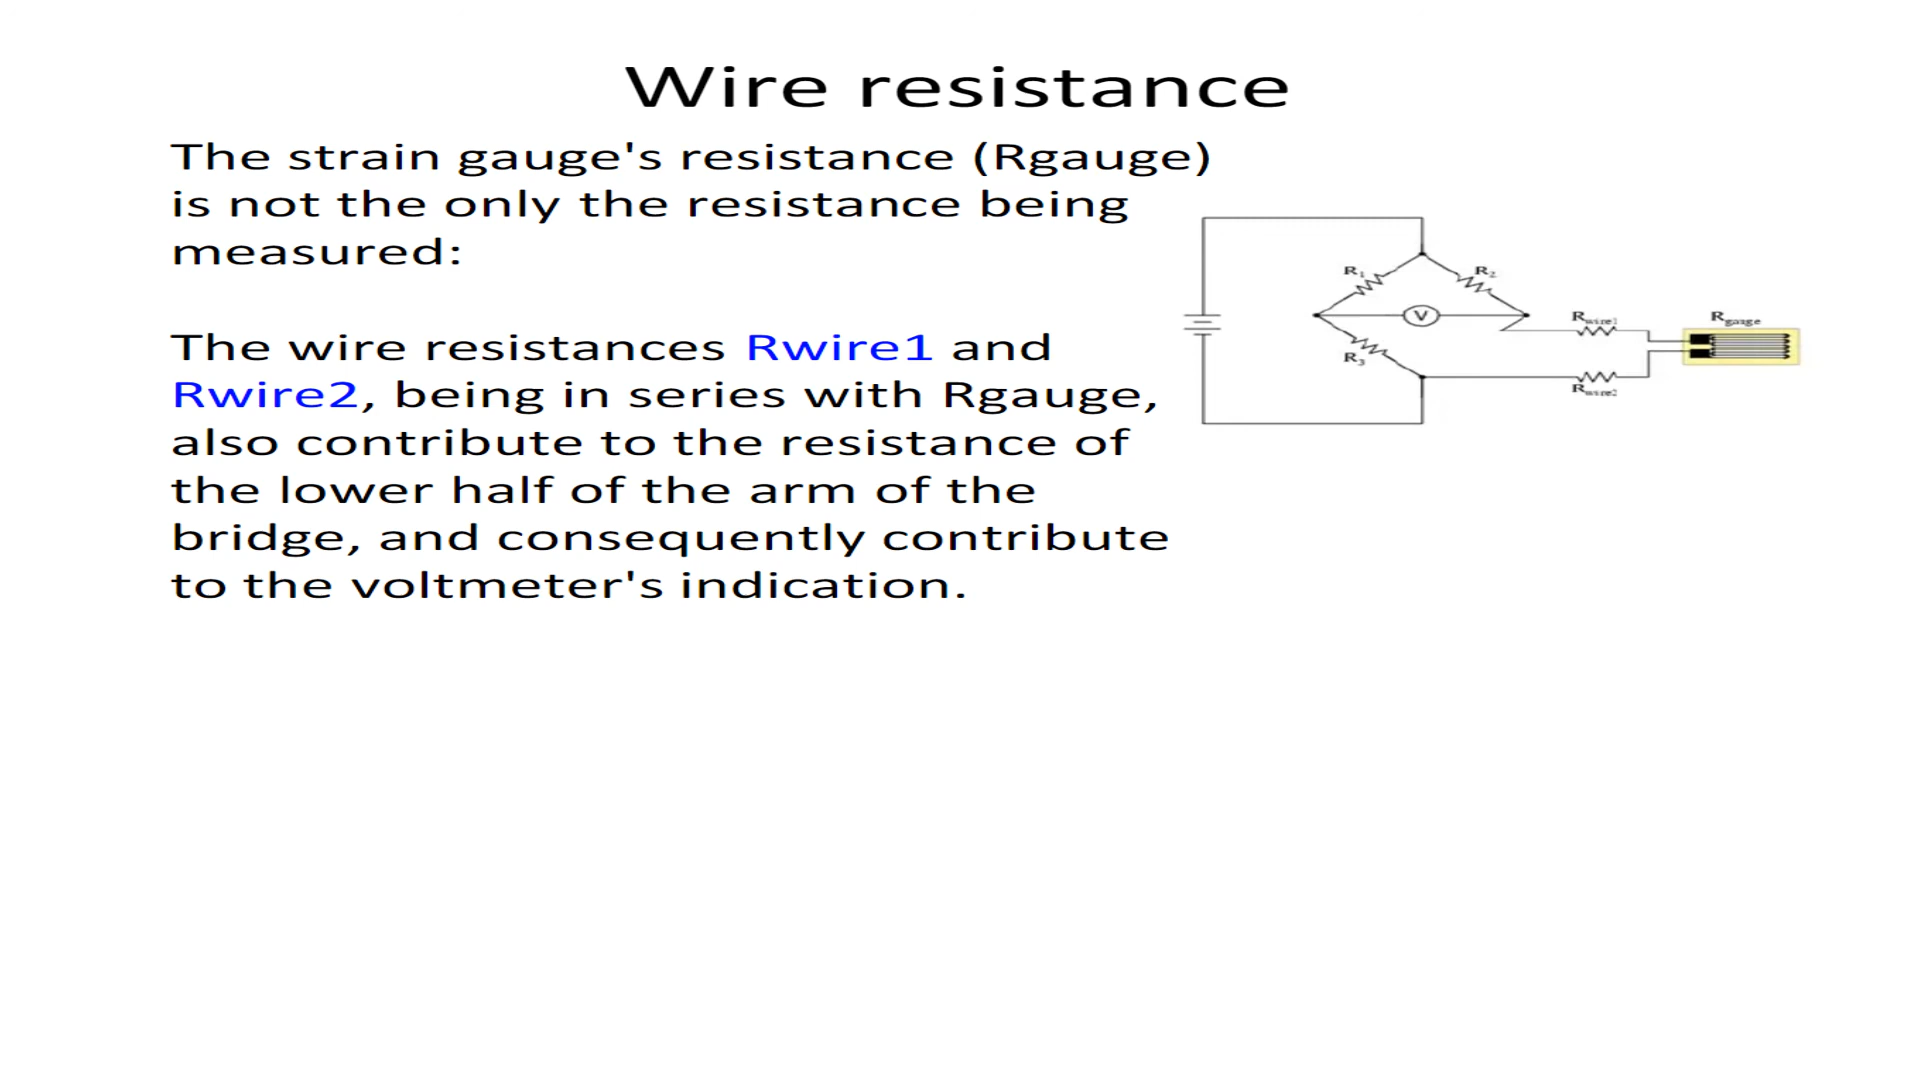 Wire resistance
The strain gauge's resistance (Rgauge)
is not the only the resistance being
measured:
The wire resistances Rwire1 and
Rwire2, being in series with Rgauge,
also contribute to the resistance of
the lower half of the arm of the
bridge, and consequently contribute
to the voltmeter's indication.
R1
R2
V
R3
Rwire1
Rgauge
Rwire2